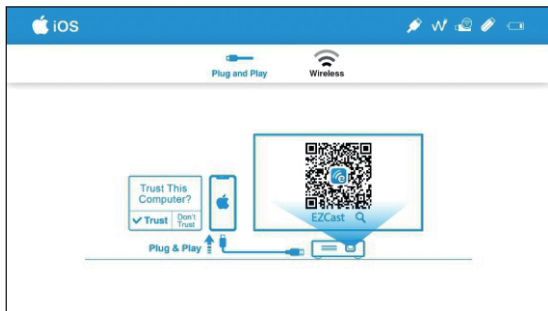 iOS
Plug and Play
Wireless
Trust This
Computer?
Trust
Don't
Trust
EZCast
Plug & Play